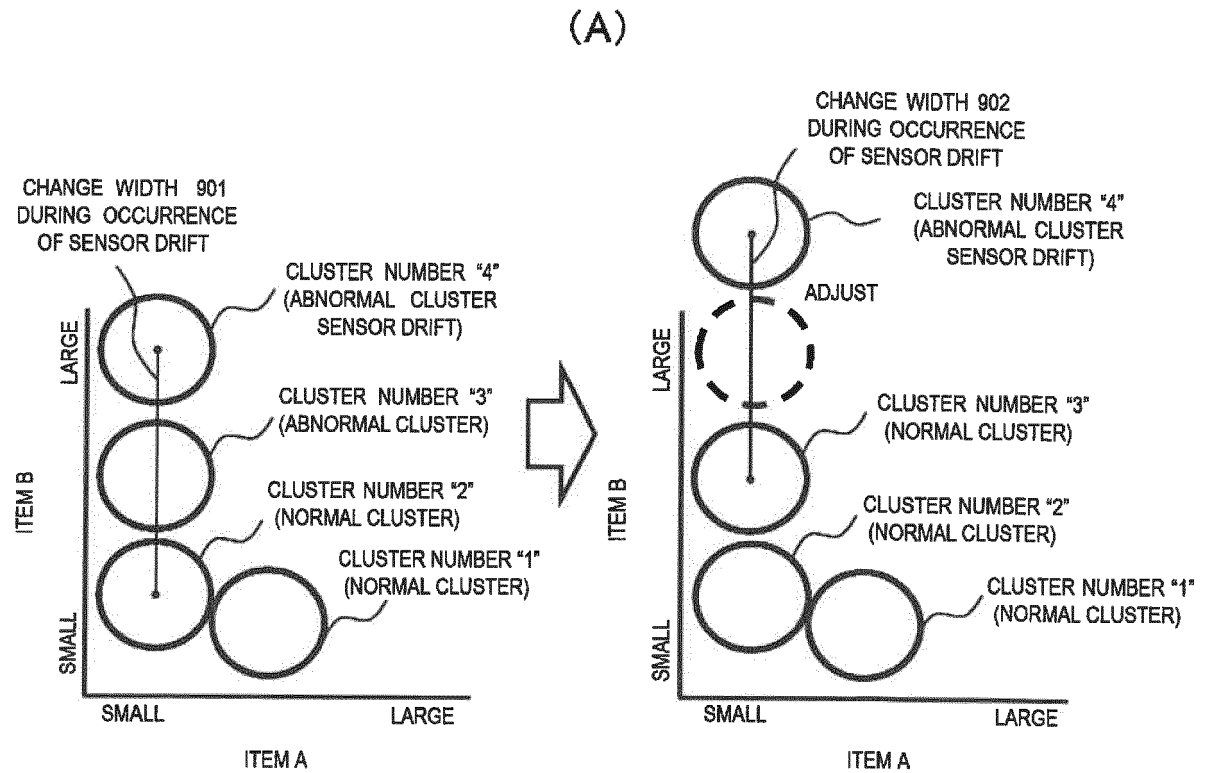 (A)
CHANGE WIDTH 901
DURING OCCURRENCE
OF SENSOR DRIFT
CLUSTER NUMBER "4"
(ABNORMAL CLUSTER
SENSOR DRIFT)
CLUSTER NUMBER "3"
(ABNORMAL CLUSTER)
CLUSTER NUMBER "2"
(NORMAL CLUSTER)
CLUSTER NUMBER "1"
(NORMAL CLUSTER)
LARGE
ITEM B
SMALL
SMALL
LARGE
ITEM A
CHANGE WIDTH 902
DURING OCCURRENCE
OF SENSOR DRIFT
CLUSTER NUMBER "4"
(ABNORMAL CLUSTER
SENSOR DRIFT)
ADJUST
CLUSTER NUMBER "3"
(NORMAL CLUSTER)
CLUSTER NUMBER "2"
(NORMAL CLUSTER)
CLUSTER NUMBER "1"
(NORMAL CLUSTER)
LARGE
ITEM B
SMALL
SMALL
LARGE
ITEM A